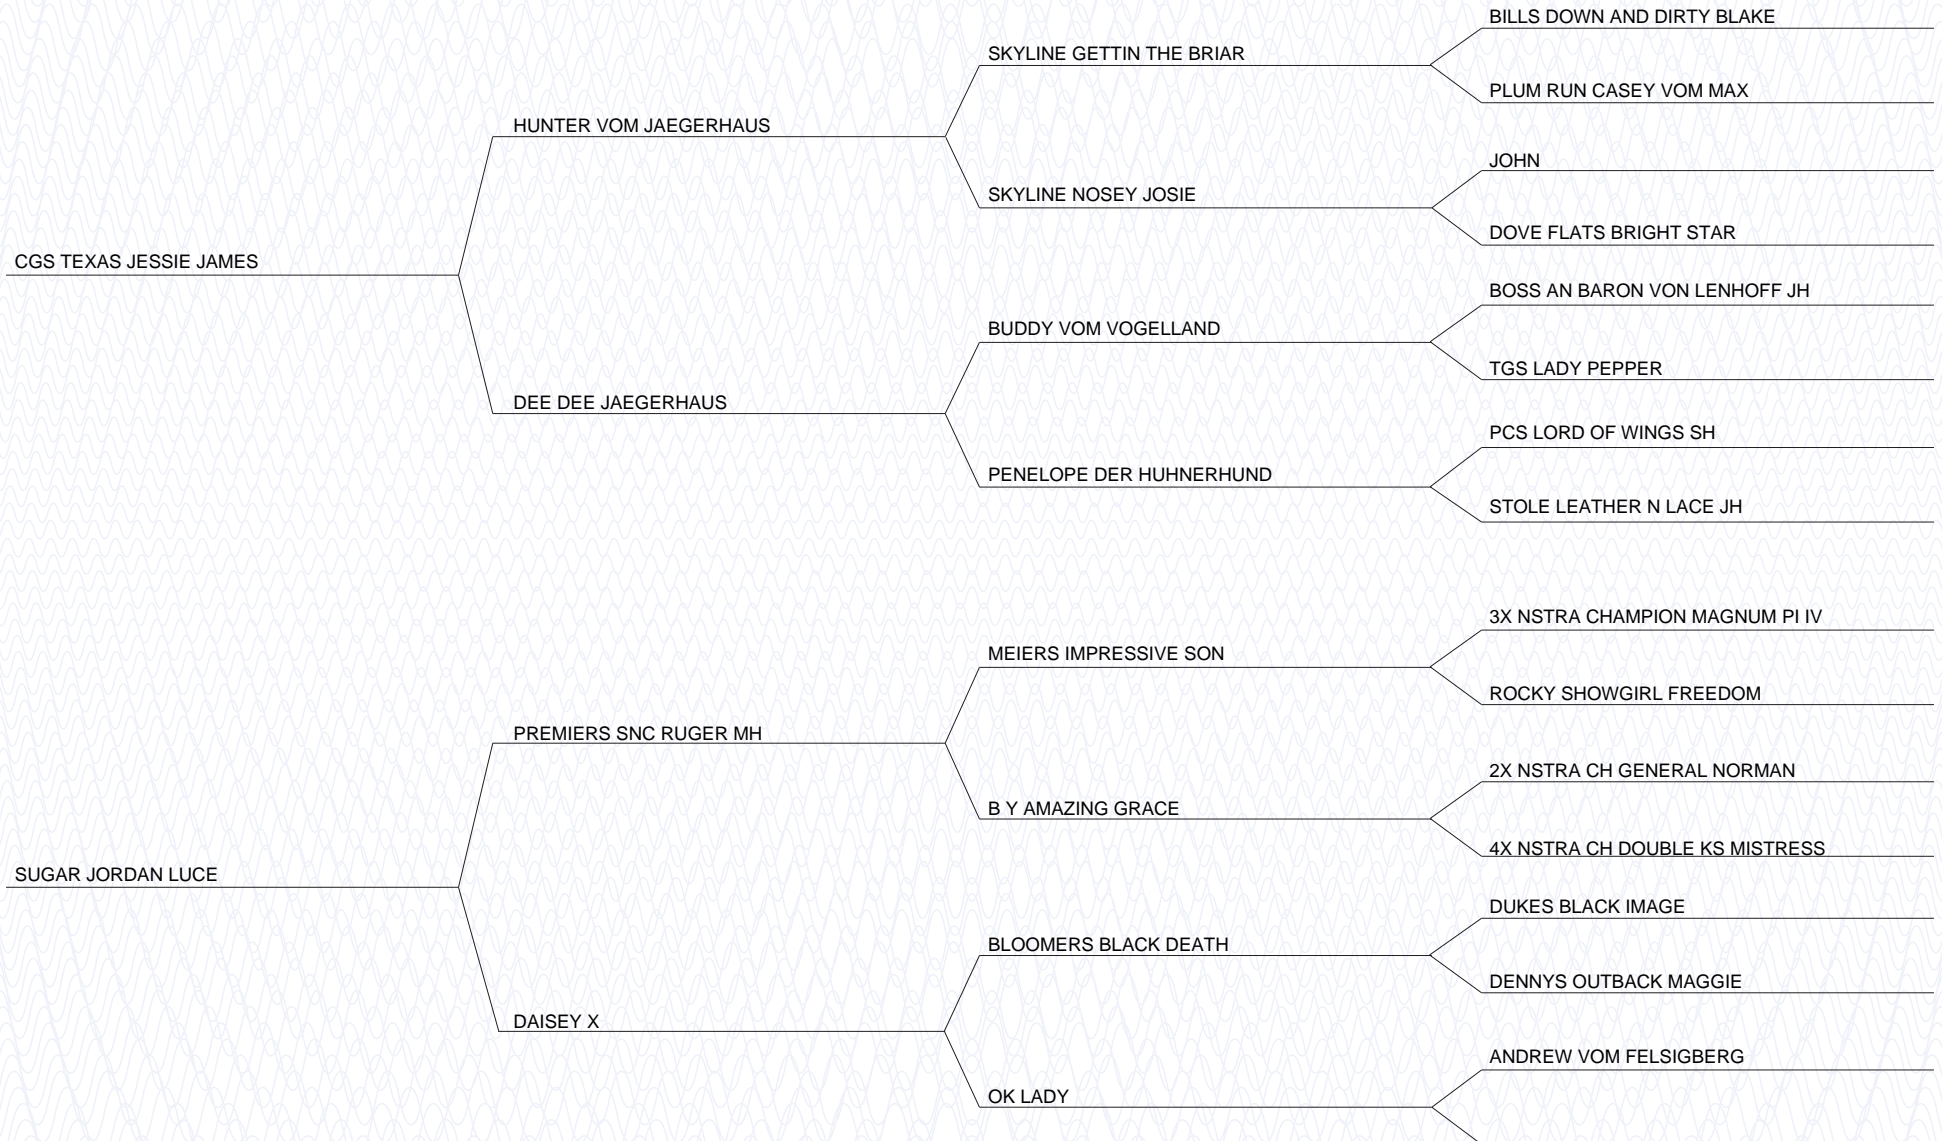 BILLS DOWN AND DIRTY BLAKE
SKYLINE GETTIN THE BRIAR
PLUM RUN CASEY VOM MAX
HUNTER VOM JAEGERHAUS
JOHN
SKYLINE NOSEY JOSIE
DOVE FLATS BRIGHT STAR
CGS TEXAS JESSIE JAMES
BOSS AN BARON VON LENHOFF JH
BUDDY VOM VOGELLAND
TGS LADY PEPPER
DEE DEE JAEGERHAUS
PCS LORD OF WINGS SH
PENELOPE DER HUHNERHUND
STOLE LEATHER N LACE JH
3X NSTRA CHAMPION MAGNUM PI IV
MEIERS IMPRESSIVE SON
ROCKY SHOWGIRL FREEDOM
PREMIERS SNC RUGER MH
2X NSTRA CH GENERAL NORMAN
B Y AMAZING GRACE
4X NSTRA CH DOUBLE KS MISTRESS
SUGAR JORDAN LUCE
DUKES BLACK IMAGE
BLOOMERS BLACK DEATH
DENNYS OUTBACK MAGGIE
DAISEY X
ANDREW VOM FELSIGBERG
OK LADY